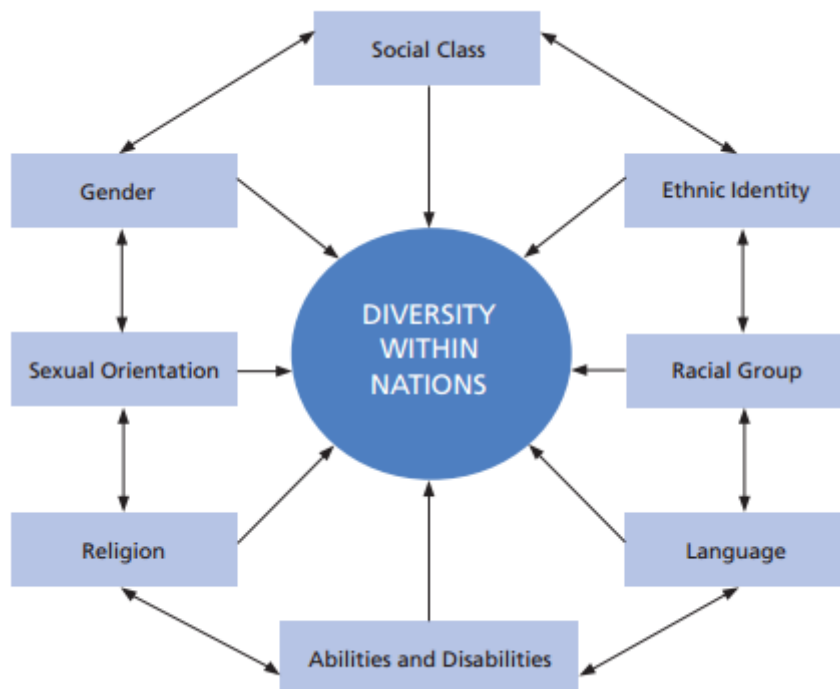 Social Class
Gender
Ethnic Identity
DIVERSITY
WITHIN
NATIONS
Sexual Orientation
Racial Group
Religion
Language
Abilities and Disabilities